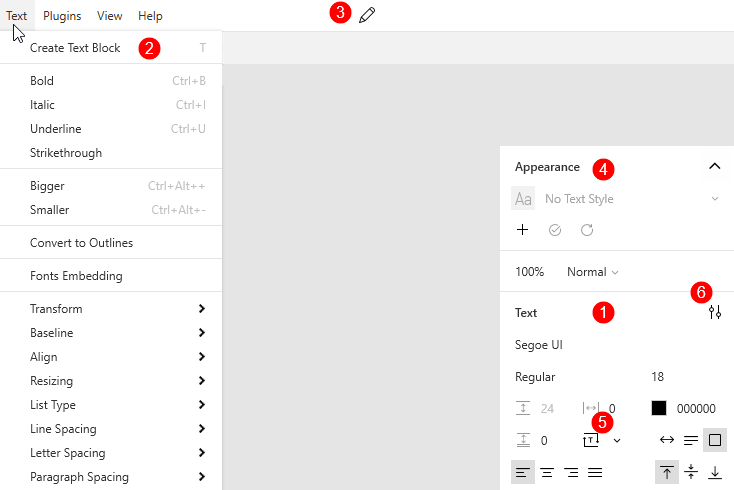 Text Plugins View Help 3
Create Text Block 2 T
Bold Ctrl+B
Italic Ctrl+I
Underline Ctrl+U
Strikethrough
Bigger Ctrl+Alt++
Smaller Ctrl+Alt+-
Convert to Outlines
Fonts Embedding
Transform
Baseline
Align
Resizing
List Type
Line Spacing
Letter Spacing
Paragraph Spacing
Appearance 4
Aa No Text Style
100% Normal
6
Text 1
Segoe UI
Regular 18
24 0 000000
5
0 T